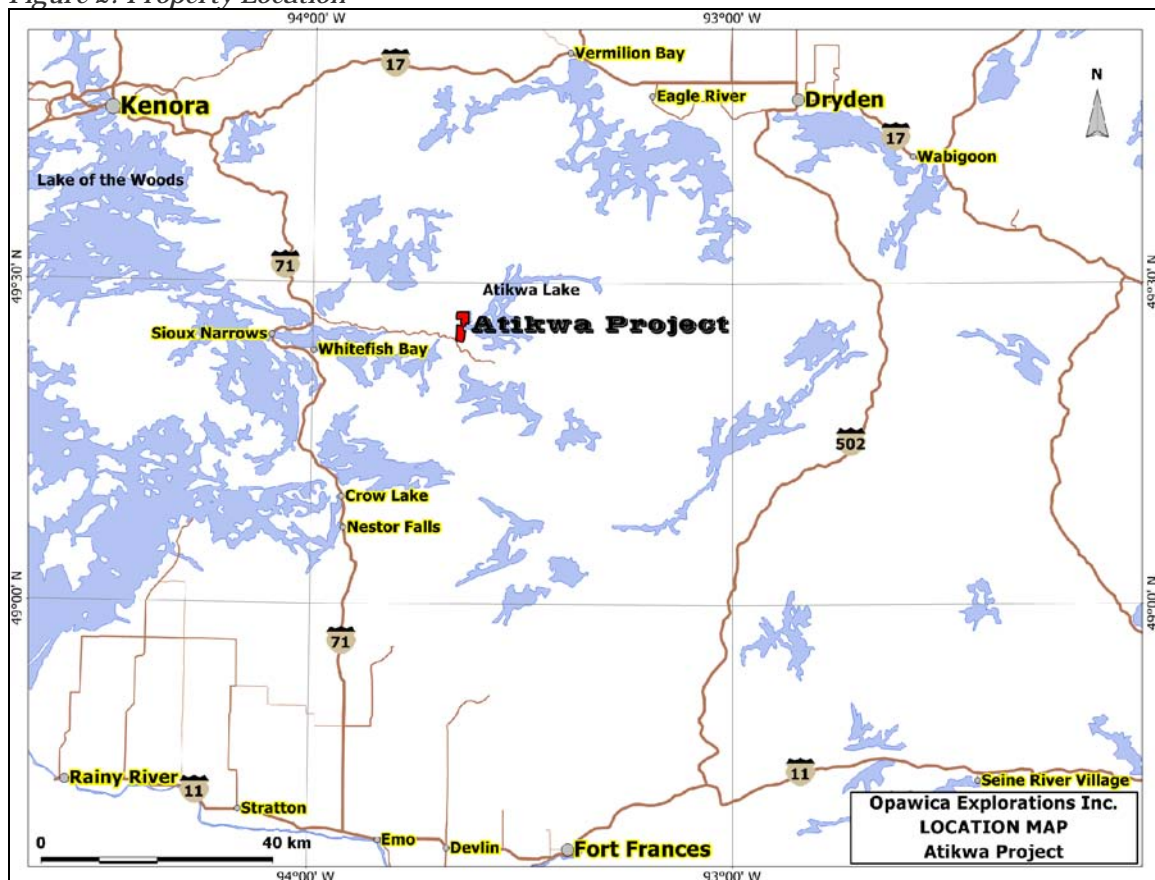 Figure 2: Property Location
94°00' W
93°00' W
17
Vermilion Bay
N
Kenora
Eagle River
Dryden
17
Wabigoon
Lake of the Woods
71
49°30' N
49°30' N
Atikwa Lake
Atikwa Project
Sioux Narrows
Whitefish Bay
502
Crow Lake
Nestor Falls
49°00' N
49°00' N
71
11
Rainy River
11
Seine River Village
Stratton
Opawica Explorations Inc.
LOCATION MAP
Atikwa Project
0 40 km
Emo
Devlin
Fort Frances
94°00' W
93°00' W